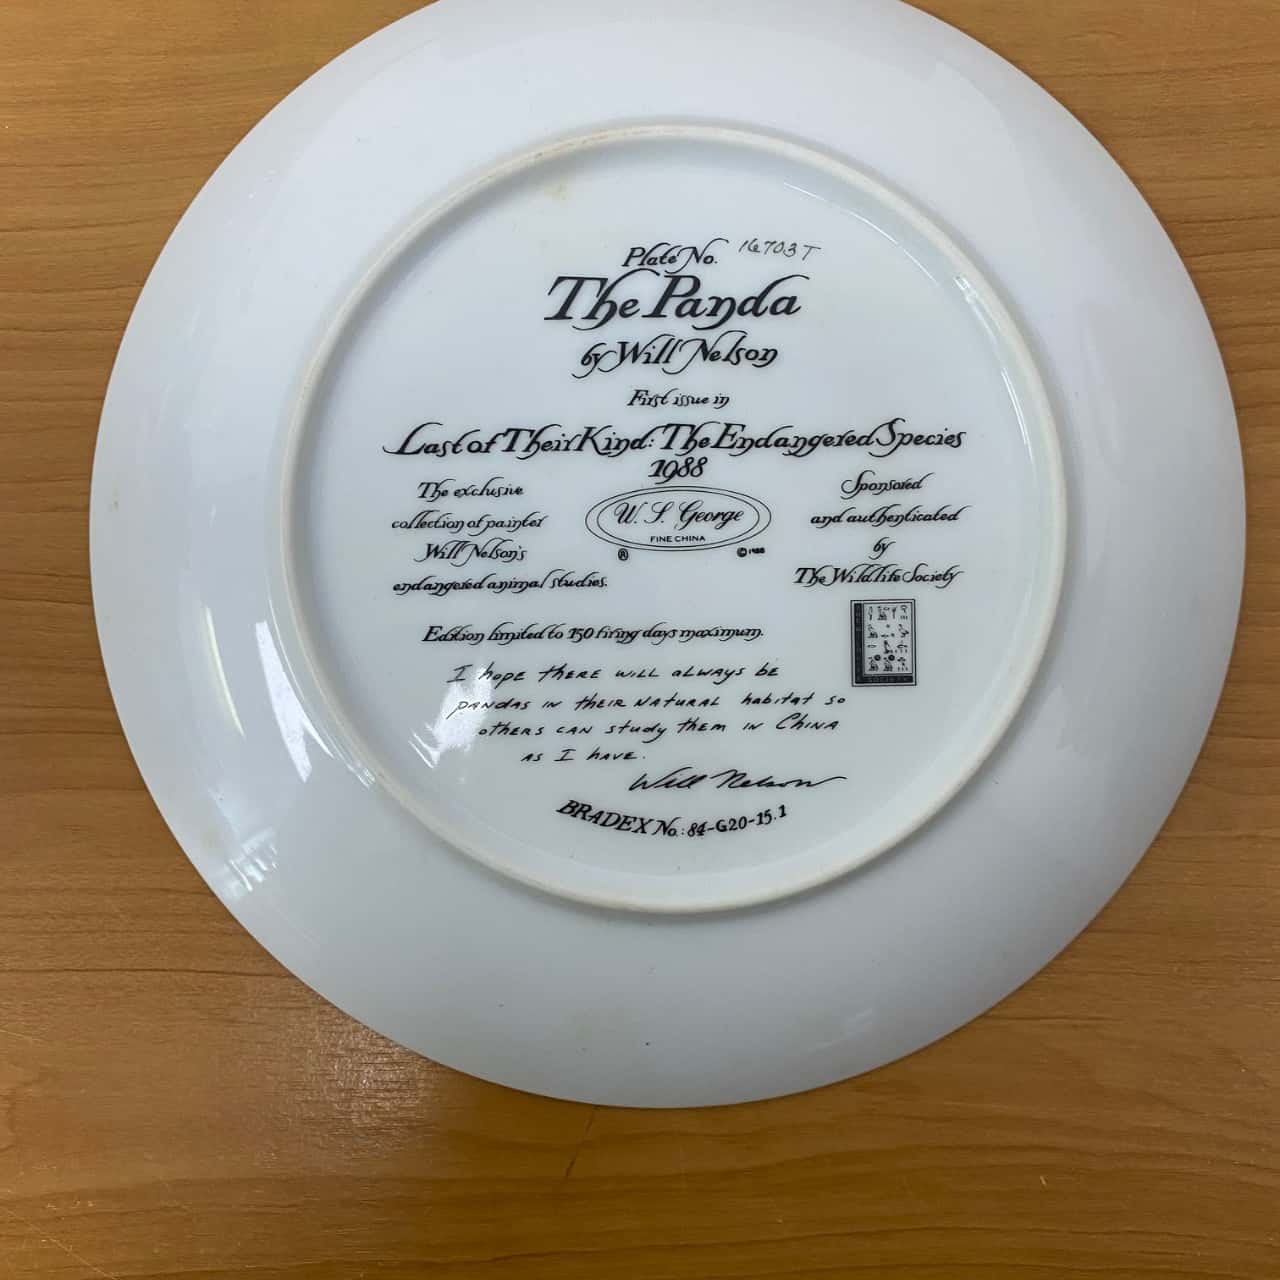 Plate No. 16703T
The Panda
by Will Nelson
First issue in
Last of Their Kind: The Endangered Species
1988
The exclusive
collection of painter
Will Nelson's
endangered animal studies.
W. S. George
FINE CHINA
® © 1988
Sponsored
and authenticated
by
The Wildlife Society
SOCIETY
Edition limited to 150 firing days maximum.
I hope there will always be
pandas in their natural habitat so
others can study them in China
as I have.
Will Nelson
BRADEX No.: 84-G20-15.1